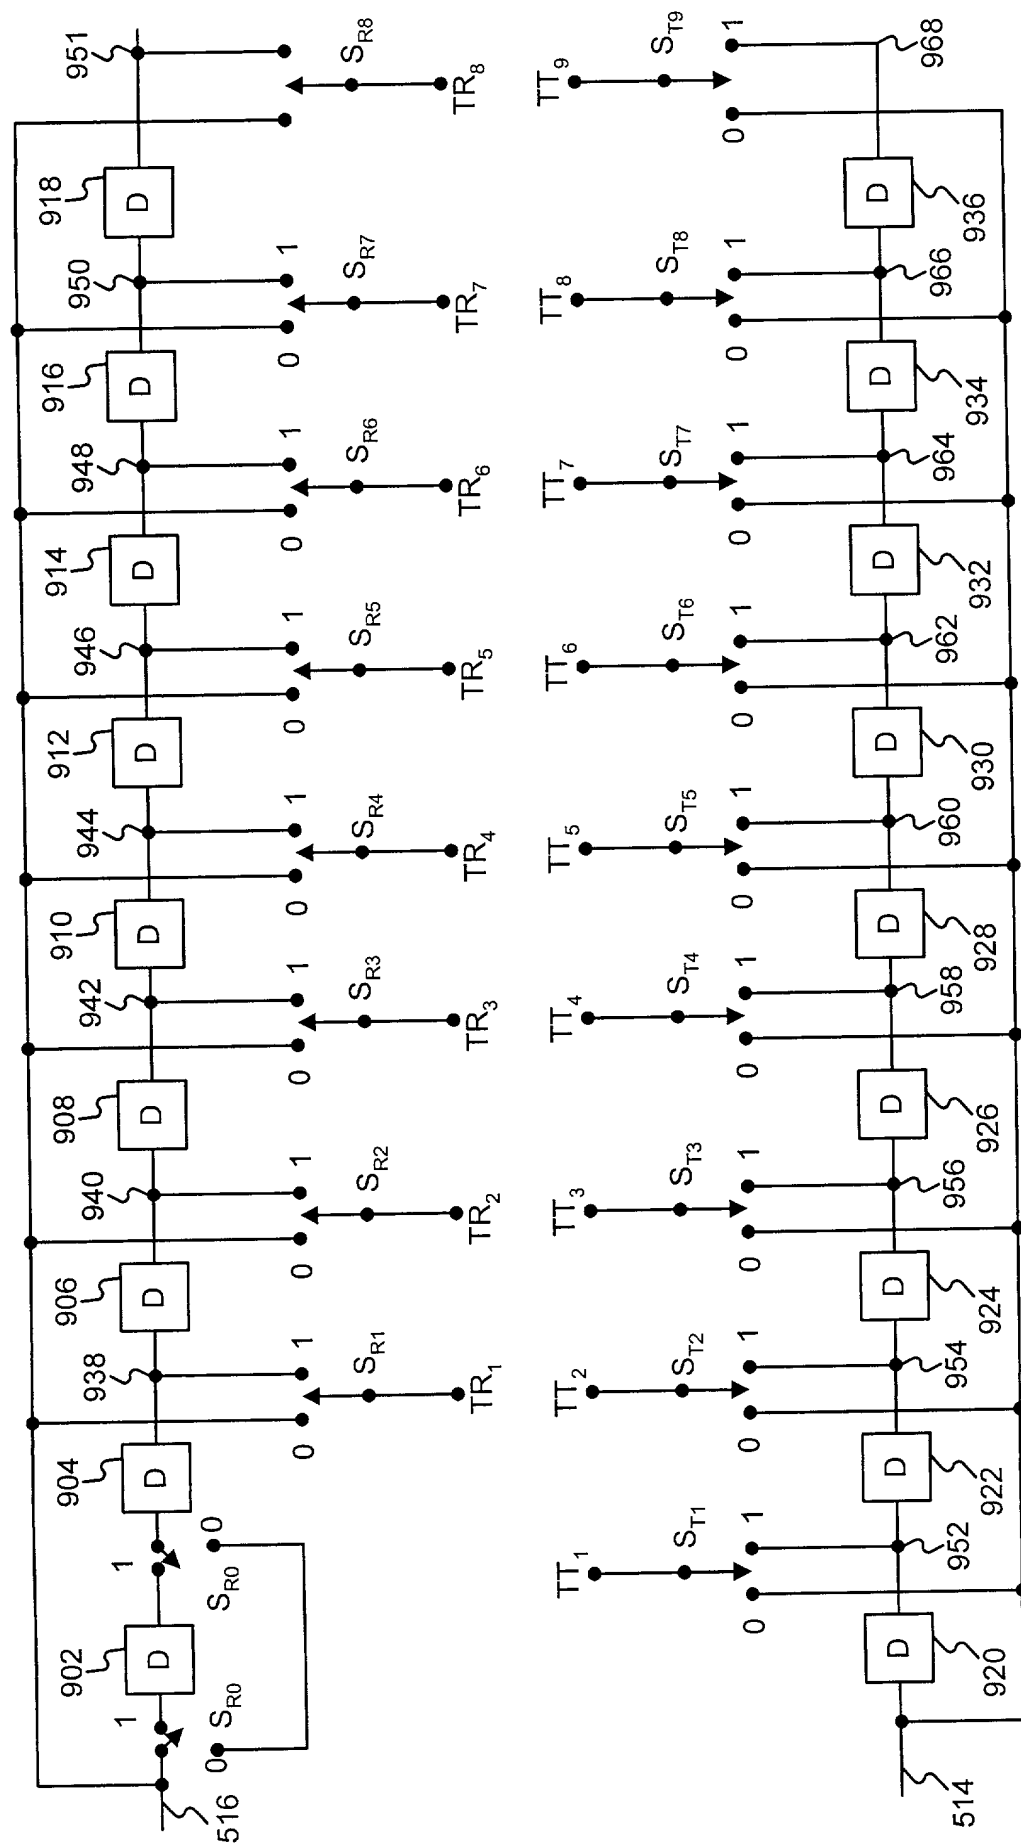 951
918
950
916
948
914
946
912
944
910
942
908
940
906
938
904
902
516
D D D D D D D D D
1 0
S_R0 S_R0
1 0
0 1 S_R1 TR_1
0 1 S_R2 TR_2
0 1 S_R3 TR_3
0 1 S_R4 TR_4
0 1 S_R5 TR_5
0 1 S_R6 TR_6
0 1 S_R7 TR_7
S_R8 TR_8
TT_1 S_T1 0 1
TT_2 S_T2 0 1
TT_3 S_T3 0 1
TT_4 S_T4 0 1
TT_5 S_T5 0 1
TT_6 S_T6 0 1
TT_7 S_T7 0 1
TT_8 S_T8 0 1
TT_9 S_T9 0 1
D D D D D D D D D
514
920
952
922
954
924
956
926
958
928
960
930
962
932
964
934
966
936
968